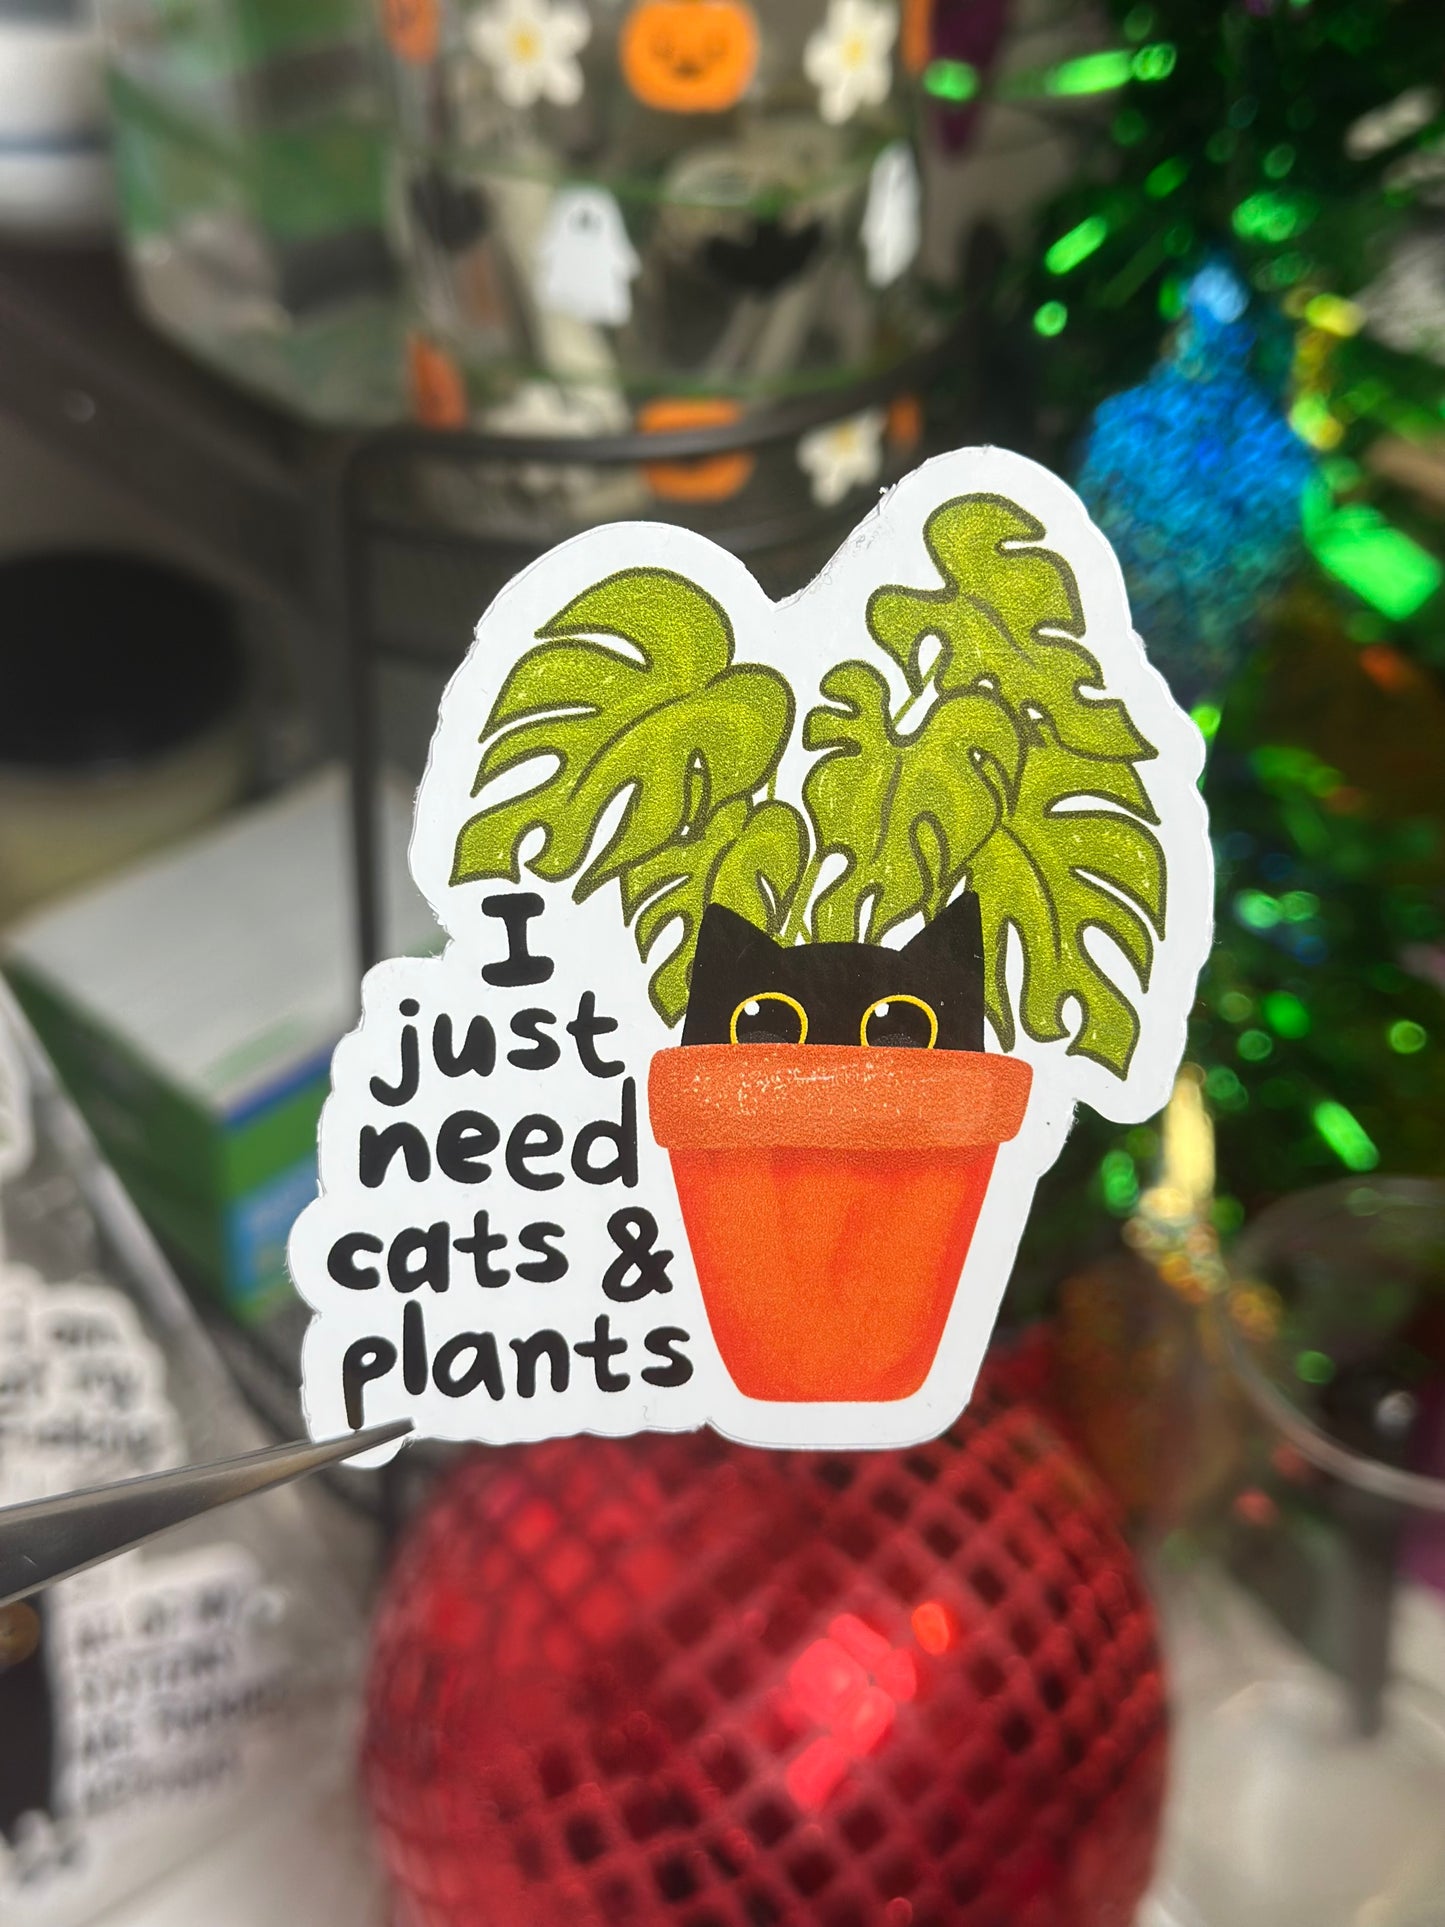 I
just
need
cats &
plants